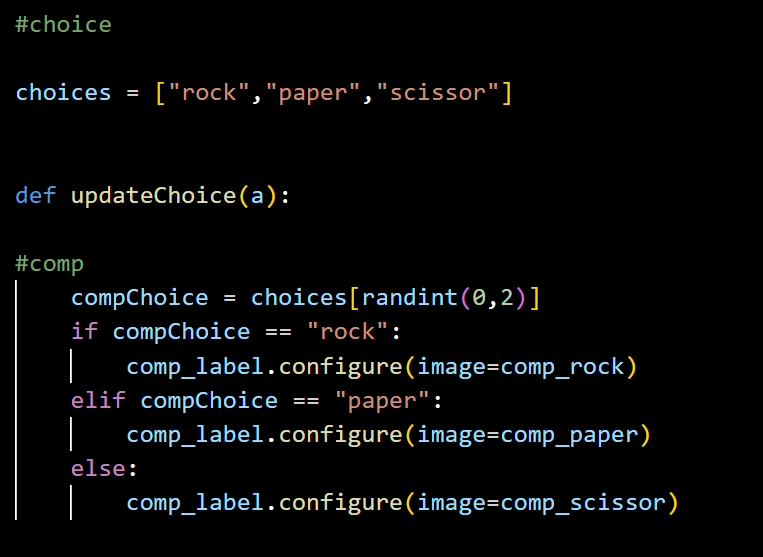 #choice
choices = ["rock","paper","scissor"]
def updateChoice(a):
#comp
    compChoice = choices[randint(0,2)]
    if compChoice == "rock":
        comp_label.configure(image=comp_rock)
    elif compChoice == "paper":
        comp_label.configure(image=comp_paper)
    else:
        comp_label.configure(image=comp_scissor)